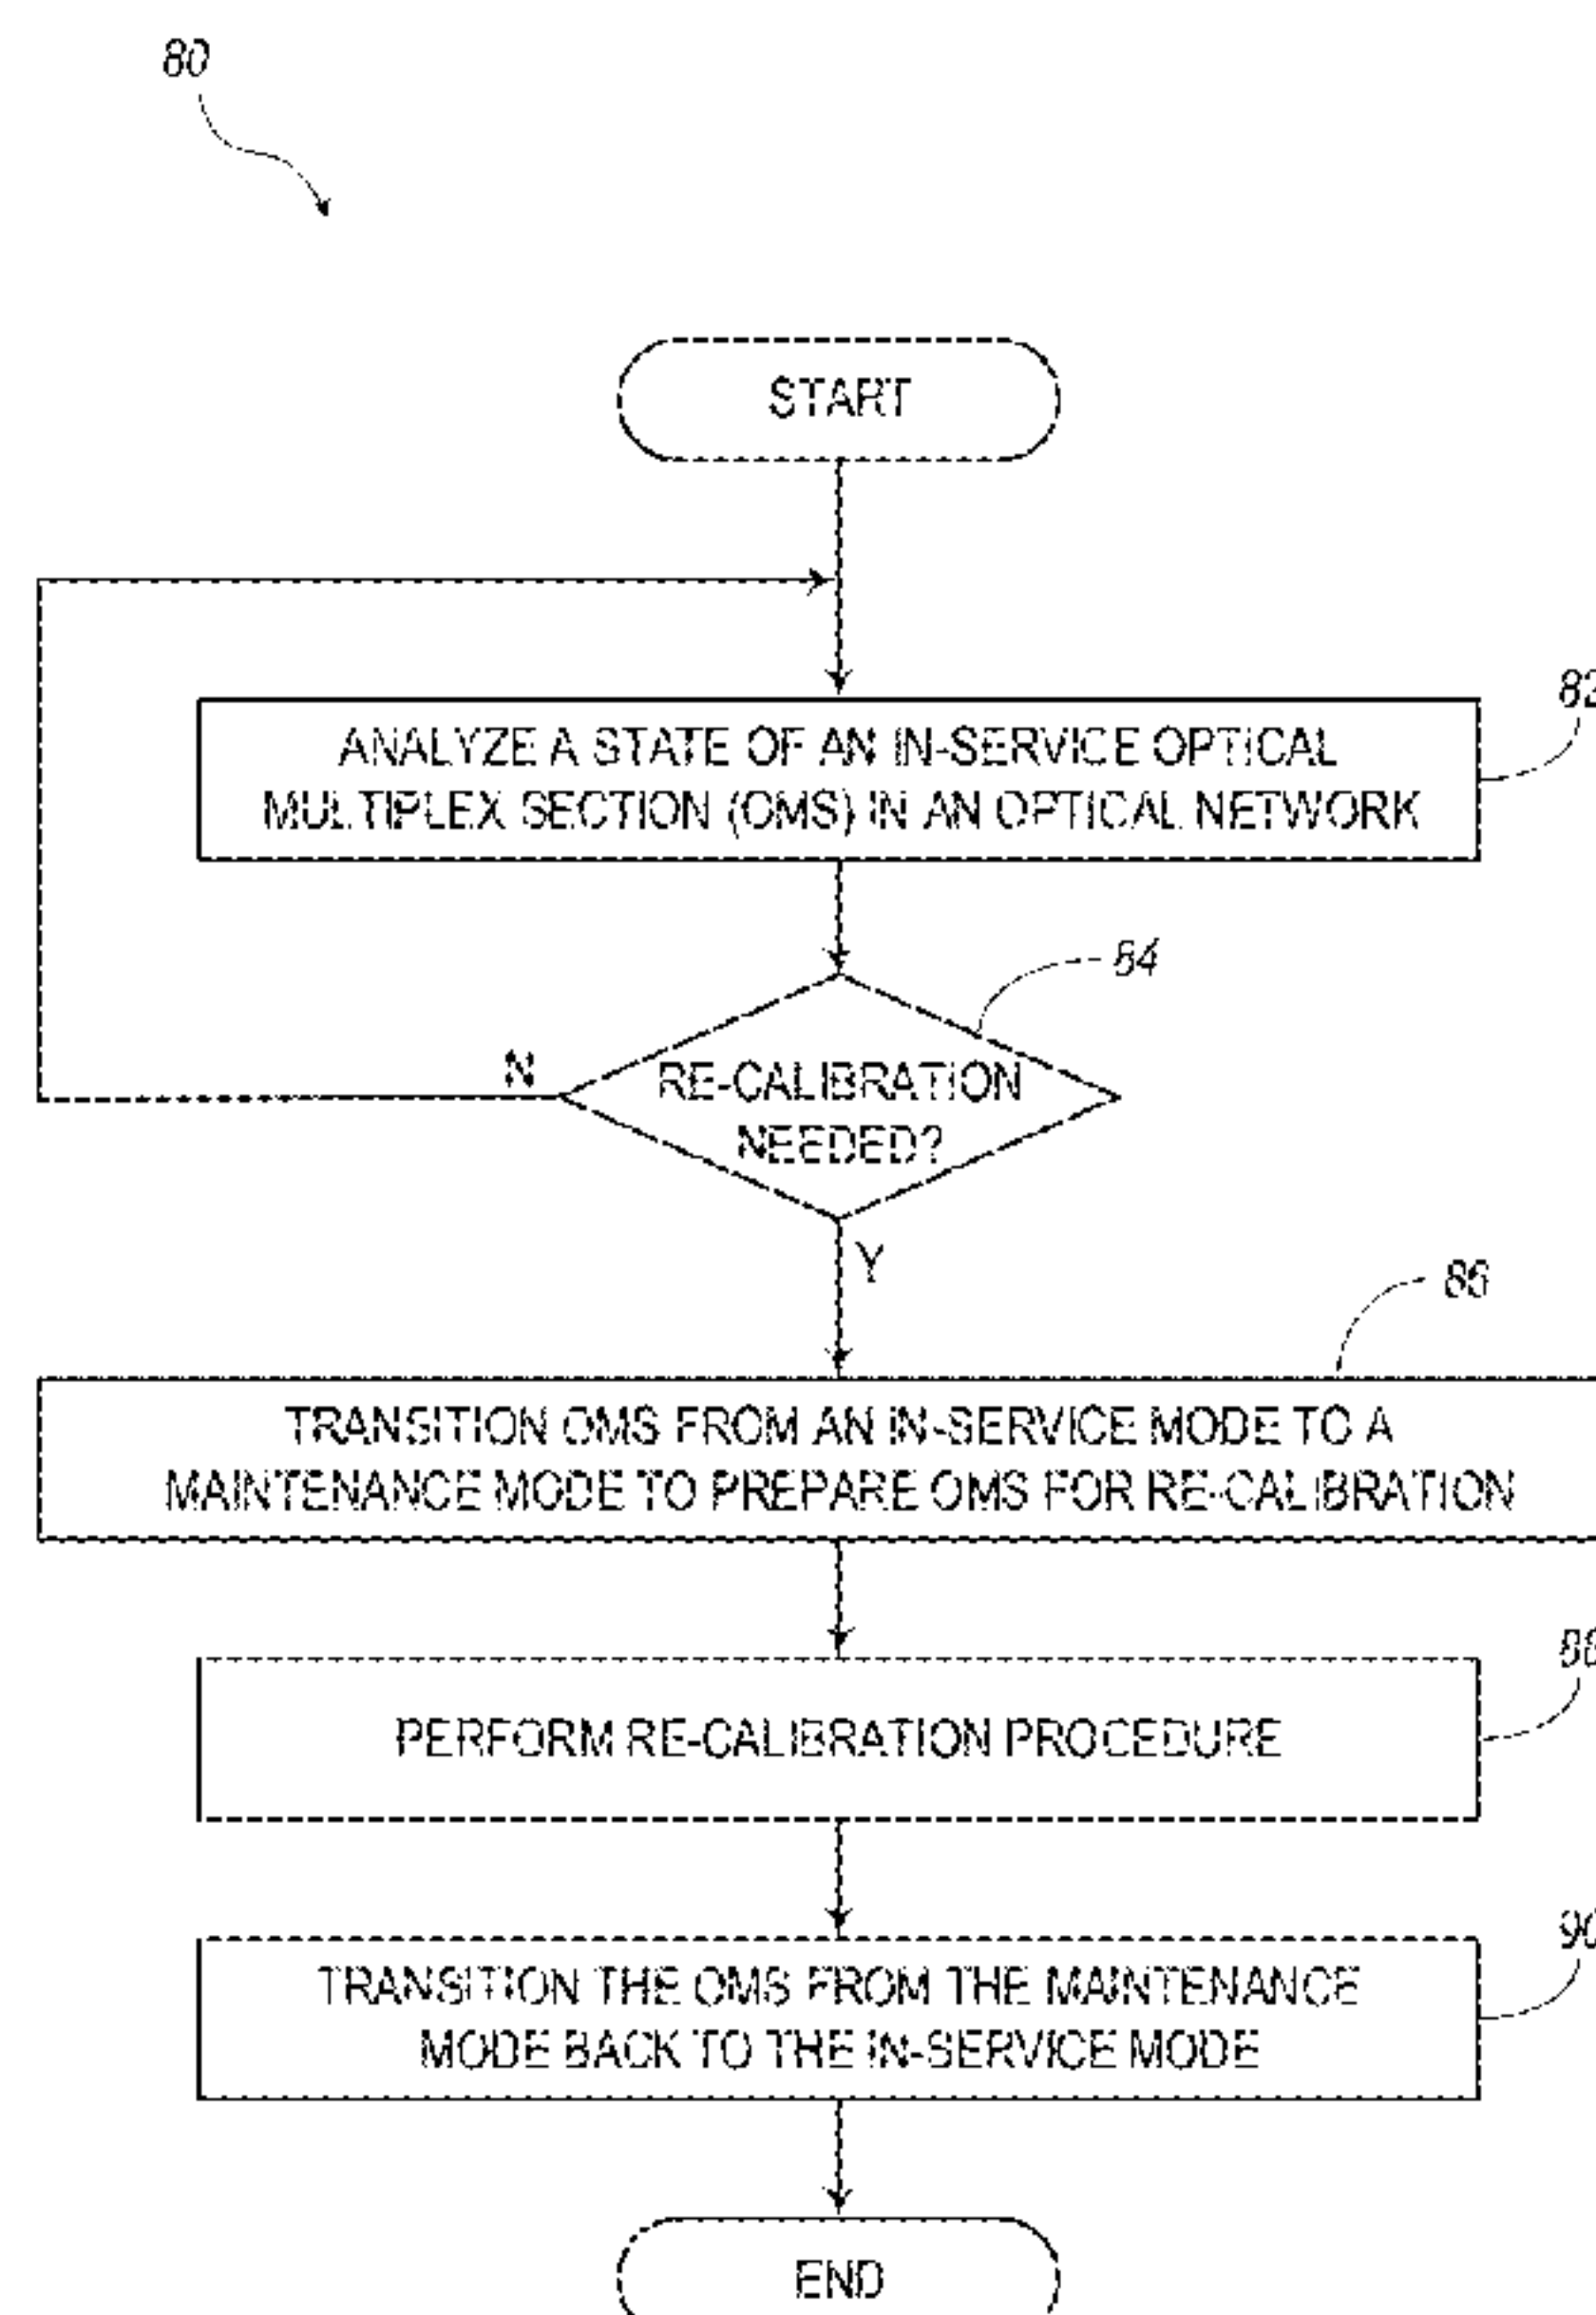 80
START
ANALYZE A STATE OF AN IN-SERVICE OPTICAL
MULTIPLEX SECTION (OMS) IN AN OPTICAL NETWORK
82
84
RE-CALIBRATION
NEEDED?
N
Y
86
TRANSITION OMS FROM AN IN-SERVICE MODE TO A
MAINTENANCE MODE TO PREPARE OMS FOR RE-CALIBRATION
88
PERFORM RE-CALIBRATION PROCEDURE
90
TRANSITION THE OMS FROM THE MAINTENANCE
MODE BACK TO THE IN-SERVICE MODE
END